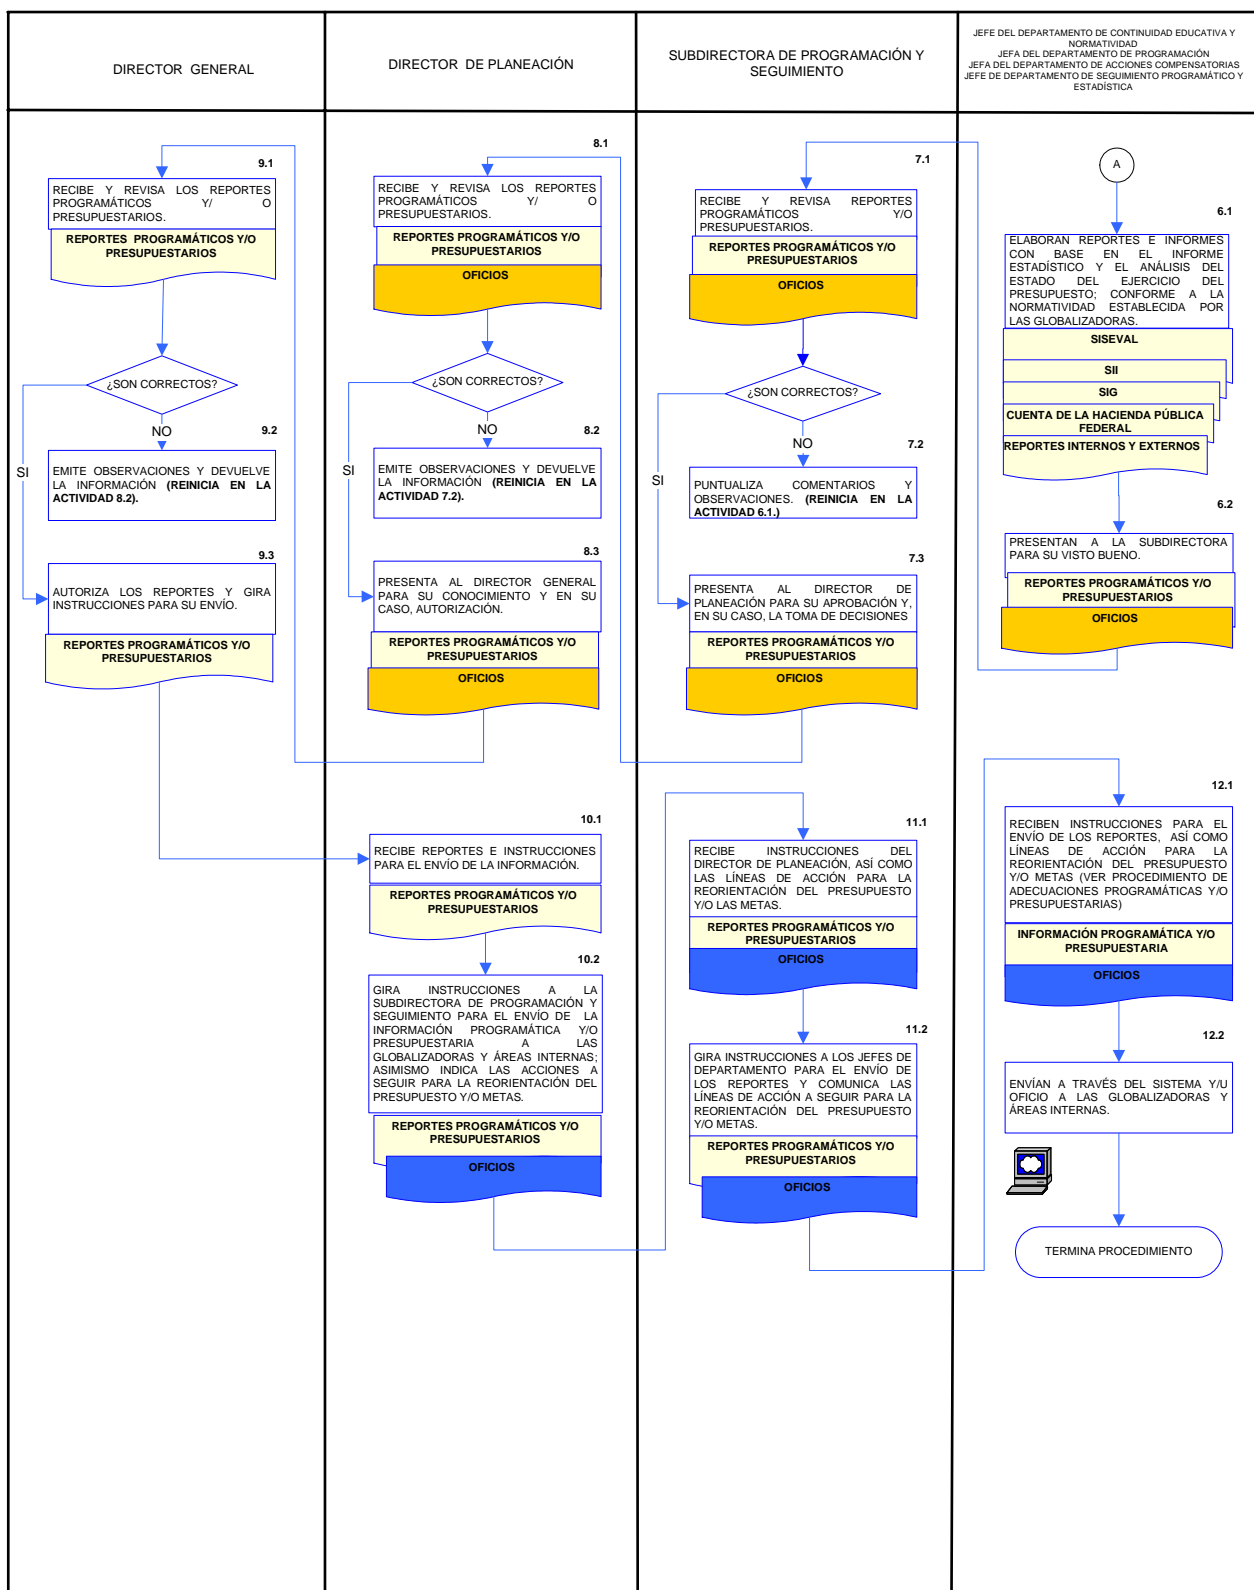 DIRECTOR GENERAL
DIRECTOR DE PLANEACIÓN
SUBDIRECTORA DE PROGRAMACIÓN Y
SEGUIMIENTO
JEFE DEL DEPARTAMENTO DE CONTINUIDAD EDUCATIVA Y
NORMATIVIDAD
JEFA DEL DEPARTAMENTO DE PROGRAMACIÓN
JEFA DEL DEPARTAMENTO DE ACCIONES COMPENSATORIAS
JEFE DE DEPARTAMENTO DE SEGUIMIENTO PROGRAMÁTICO Y
ESTADÍSTICA
9.1
RECIBE Y REVISA LOS REPORTES
PROGRAMÁTICOS Y/ O
PRESUPUESTARIOS.
REPORTES PROGRAMÁTICOS Y/O
PRESUPUESTARIOS
¿SON CORRECTOS?
NO
9.2
SI
EMITE OBSERVACIONES Y DEVUELVE
LA INFORMACIÓN (REINICIA EN LA
ACTIVIDAD 8.2).
9.3
AUTORIZA LOS REPORTES Y GIRA
INSTRUCCIONES PARA SU ENVÍO.
REPORTES PROGRAMÁTICOS Y/O
PRESUPUESTARIOS
8.1
RECIBE Y REVISA LOS REPORTES
PROGRAMÁTICOS Y/ O
PRESUPUESTARIOS.
REPORTES PROGRAMÁTICOS Y/O
PRESUPUESTARIOS
OFICIOS
¿SON CORRECTOS?
NO
8.2
SI
EMITE OBSERVACIONES Y DEVUELVE
LA INFORMACIÓN (REINICIA EN LA
ACTIVIDAD 7.2).
8.3
PRESENTA AL DIRECTOR GENERAL
PARA SU CONOCIMIENTO Y EN SU
CASO, AUTORIZACIÓN.
REPORTES PROGRAMÁTICOS Y/O
PRESUPUESTARIOS
OFICIOS
10.1
RECIBE REPORTES E INSTRUCCIONES
PARA EL ENVÍO DE LA INFORMACIÓN.
REPORTES PROGRAMÁTICOS Y/O
PRESUPUESTARIOS
10.2
GIRA INSTRUCCIONES A LA
SUBDIRECTORA DE PROGRAMACIÓN Y
SEGUIMIENTO PARA EL ENVÍO DE LA
INFORMACIÓN PROGRAMÁTICA Y/O
PRESUPUESTARIA A LAS
GLOBALIZADORAS Y ÁREAS INTERNAS;
ASIMISMO INDICA LAS ACCIONES A
SEGUIR PARA LA REORIENTACIÓN DEL
PRESUPUESTO Y/O METAS.
REPORTES PROGRAMÁTICOS Y/O
PRESUPUESTARIOS
OFICIOS
7.1
RECIBE Y REVISA REPORTES
PROGRAMÁTICOS Y/O
PRESUPUESTARIOS.
REPORTES PROGRAMÁTICOS Y/O
PRESUPUESTARIOS
OFICIOS
¿SON CORRECTOS?
NO
7.2
SI
PUNTUALIZA COMENTARIOS Y
OBSERVACIONES. (REINICIA EN LA
ACTIVIDAD 6.1.)
7.3
PRESENTA AL DIRECTOR DE
PLANEACIÓN PARA SU APROBACIÓN Y,
EN SU CASO, LA TOMA DE DECISIONES
REPORTES PROGRAMÁTICOS Y/O
PRESUPUESTARIOS
OFICIOS
11.1
RECIBE INSTRUCCIONES DEL
DIRECTOR DE PLANEACIÓN, ASÍ COMO
LAS LÍNEAS DE ACCIÓN PARA LA
REORIENTACIÓN DEL PRESUPUESTO
Y/O LAS METAS.
REPORTES PROGRAMÁTICOS Y/O
PRESUPUESTARIOS
OFICIOS
11.2
GIRA INSTRUCCIONES A LOS JEFES DE
DEPARTAMENTO PARA EL ENVÍO DE
LOS REPORTES Y COMUNICA LAS
LÍNEAS DE ACCIÓN A SEGUIR PARA LA
REORIENTACIÓN DEL PRESUPUESTO
Y/O METAS.
REPORTES PROGRAMÁTICOS Y/O
PRESUPUESTARIOS
OFICIOS
A
6.1
ELABORAN REPORTES E INFORMES
CON BASE EN EL INFORME
ESTADÍSTICO Y EL ANÁLISIS DEL
ESTADO DEL EJERCICIO DEL
PRESUPUESTO; CONFORME A LA
NORMATIVIDAD ESTABLECIDA POR
LAS GLOBALIZADORAS.
SISEVAL
SII
SIG
CUENTA DE LA HACIENDA PÚBLICA
FEDERAL
REPORTES INTERNOS Y EXTERNOS
6.2
PRESENTAN A LA SUBDIRECTORA
PARA SU VISTO BUENO.
REPORTES PROGRAMÁTICOS Y/O
PRESUPUESTARIOS
OFICIOS
12.1
RECIBEN INSTRUCCIONES PARA EL
ENVÍO DE LOS REPORTES, ASÍ COMO
LÍNEAS DE ACCIÓN PARA LA
REORIENTACIÓN DEL PRESUPUESTO
Y/O METAS (VER PROCEDIMIENTO DE
ADECUACIONES PROGRAMÁTICAS Y/O
PRESUPUESTARIAS)
INFORMACIÓN PROGRAMÁTICA Y/O
PRESUPUESTARIA
OFICIOS
12.2
ENVÍAN A TRAVÉS DEL SISTEMA Y/U
OFICIO A LAS GLOBALIZADORAS Y
ÁREAS INTERNAS.
TERMINA PROCEDIMIENTO